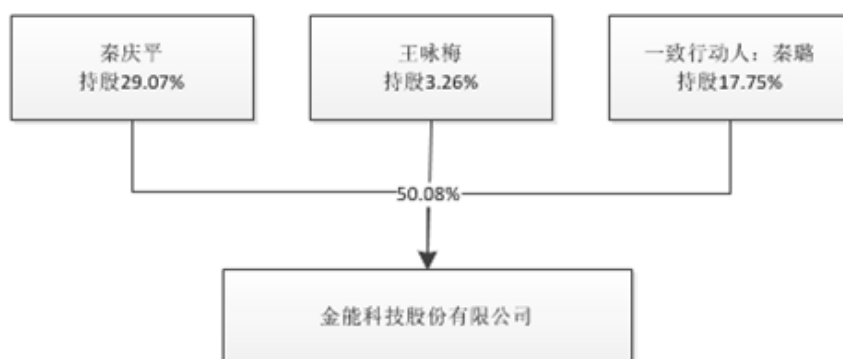 秦庆平
持股29.07%
王咏梅
持股3.26%
一致行动人：秦璐
持股17.75%
50.08%
金能科技股份有限公司